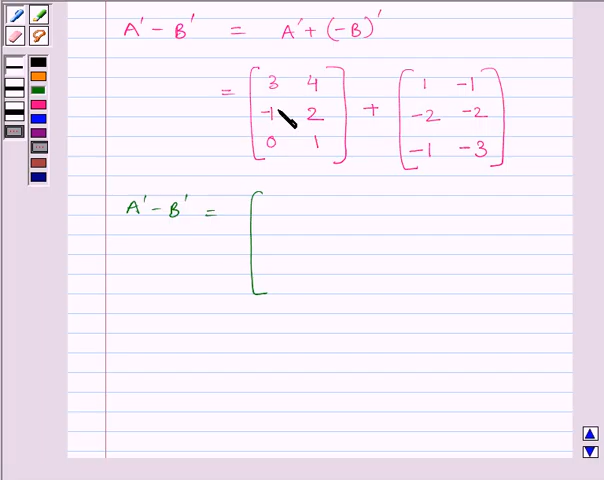 A' - B' = A' + (-B)'
= [ 3 4 ] + [ 1 -1 ]
[ -1 2 ] [ -2 -2 ]
[ 0 1 ] [ -1 -3 ]
A' - B' = [